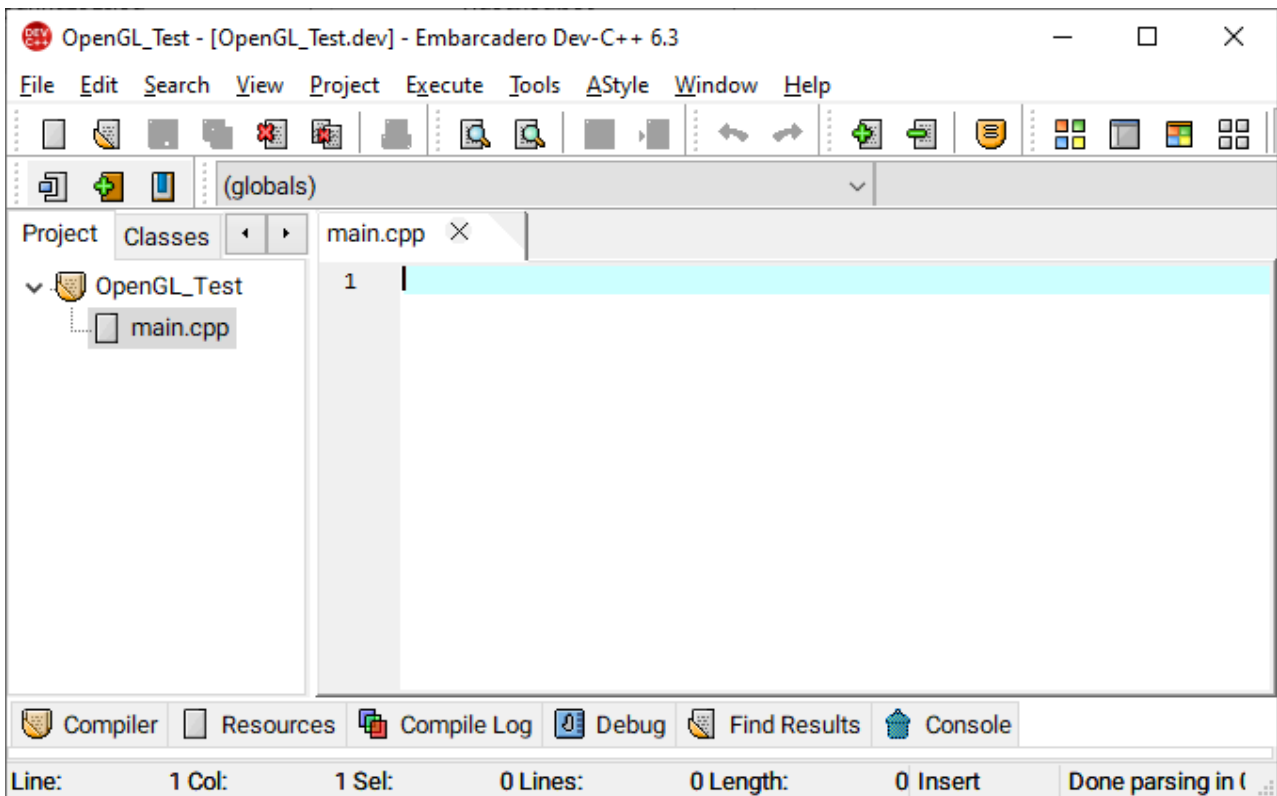 OpenGL_Test - [OpenGL_Test.dev] - Embarcadero Dev-C++ 6.3
File Edit Search View Project Execute Tools AStyle Window Help
(globals)
Project Classes main.cpp
1
OpenGL_Test
main.cpp
Compiler Resources Compile Log Debug Find Results Console
Line: 1 Col: 1 Sel: 0 Lines: 0 Length: 0 Insert Done parsing in